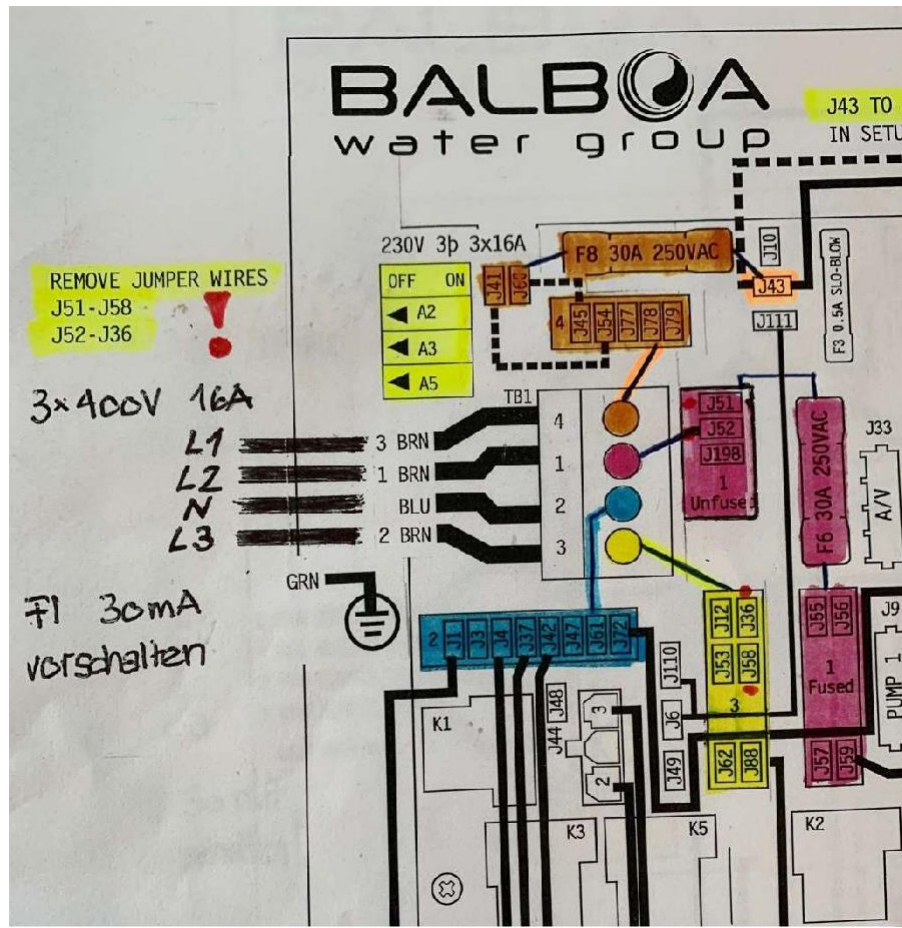 BALBOA
water group
J43 TO
IN SETU
230V 3þ 3x16A
REMOVE JUMPER WIRES
J51-J58
J52-J36
!
3×400V 16A
L1
L2
N
L3
FI 30mA
vorschalten
OFF ON
A2
A3
A5
J41
J60
F8 30A 250VAC
J10
J43
J111
F3 0.5A SLO-BLOW
4
J45
J54
J77
J78
J79
TB1
3 BRN
1 BRN
BLU
2 BRN
GRN
4
1
2
3
J51
J52
J198
1
Unfused
F6 30A 250VAC
J33
A/V
2
J1
J3
J4
J37
J42
J47
J61
J72
J12
J36
J53
J58
3
J62
J88
J55
J56
1
Fused
J57
J59
J9
PUMP 1
J110
J6
J49
J48
J44
3
2
K1
K3
K5
K2